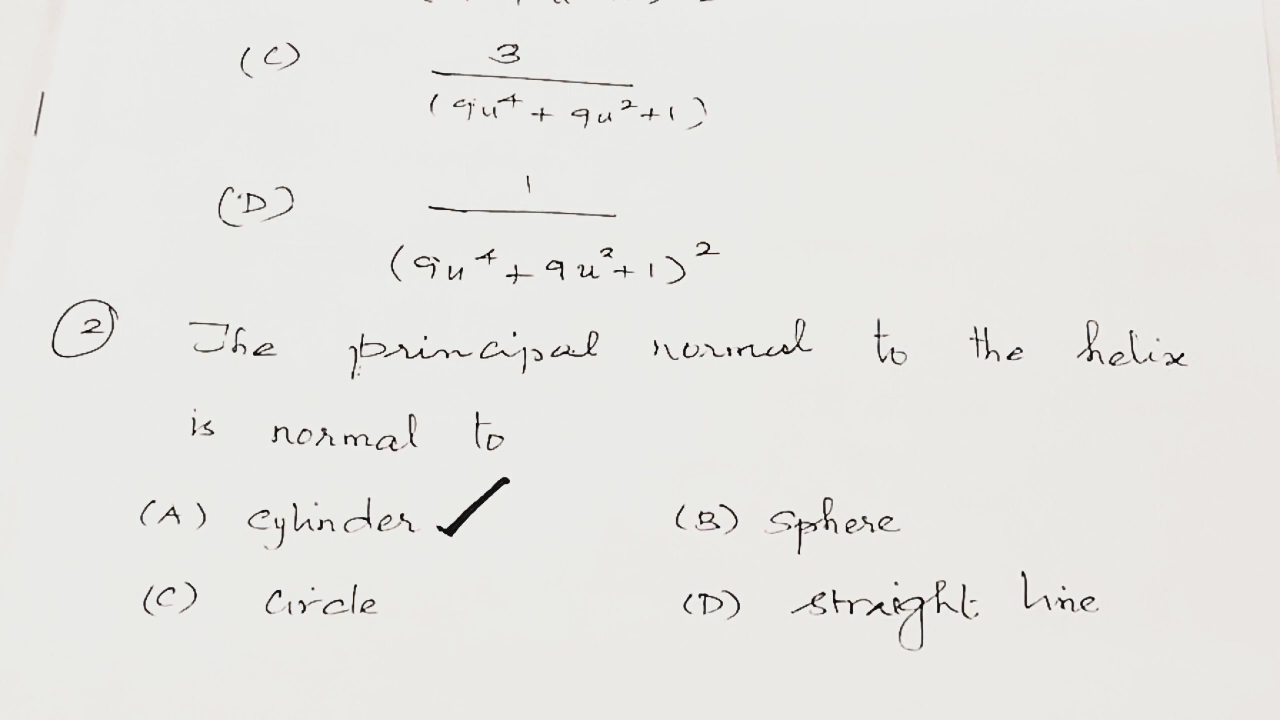 (C) 3 / (9u⁴ + 9u² + 1)
(D) 1 / (9u⁴ + 9u² + 1)²
② The principal normal to the helix
is normal to
(A) cylinder ✓ (B) sphere
(C) circle (D) straight line